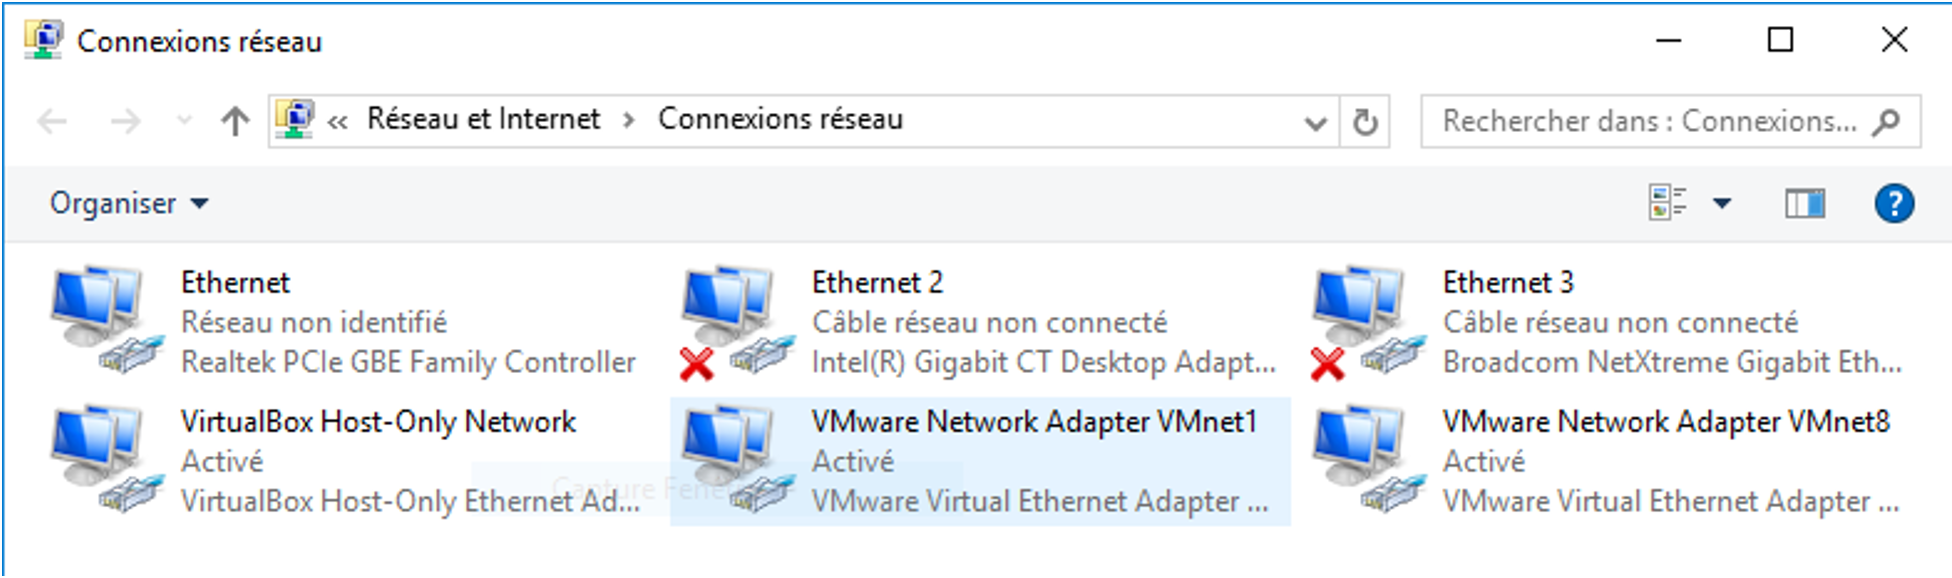 Connexions réseau
« Réseau et Internet › Connexions réseau
Rechercher dans : Connexions...
Organiser
Ethernet
Réseau non identifié
Realtek PCIe GBE Family Controller
Ethernet 2
Câble réseau non connecté
Intel(R) Gigabit CT Desktop Adapt...
Ethernet 3
Câble réseau non connecté
Broadcom NetXtreme Gigabit Eth...
VirtualBox Host-Only Network
Activé
VirtualBox Host-Only Ethernet Ad...
VMware Network Adapter VMnet1
Activé
VMware Virtual Ethernet Adapter ...
VMware Network Adapter VMnet8
Activé
VMware Virtual Ethernet Adapter ...
Capture